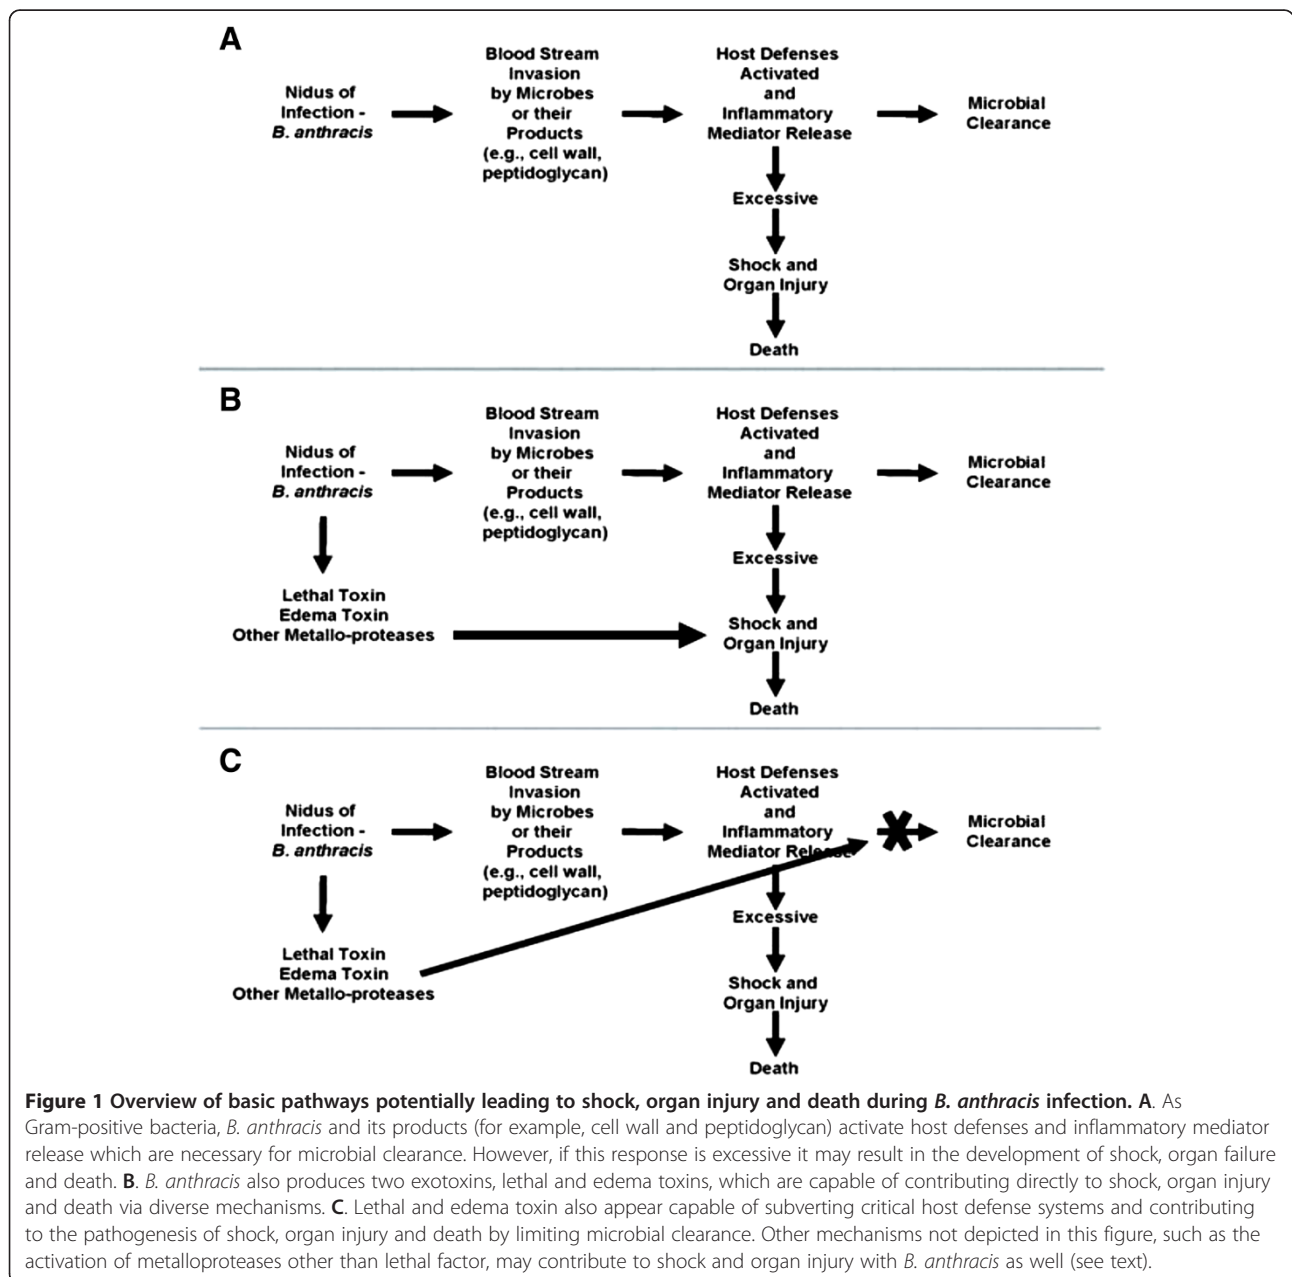 A
Nidus of
Infection -
B. anthracis
Blood Stream
Invasion
by Microbes
or their
Products
(e.g., cell wall,
peptidoglycan)
Host Defenses
Activated
and
Inflammatory
Mediator Release
Microbial
Clearance
Excessive
Shock and
Organ Injury
Death
B
Nidus of
Infection -
B. anthracis
Blood Stream
Invasion
by Microbes
or their
Products
(e.g., cell wall,
peptidoglycan)
Host Defenses
Activated
and
Inflammatory
Mediator Release
Microbial
Clearance
Lethal Toxin
Edema Toxin
Other Metallo-proteases
Excessive
Shock and
Organ Injury
Death
C
Nidus of
Infection -
B. anthracis
Blood Stream
Invasion
by Microbes
or their
Products
(e.g., cell wall,
peptidoglycan)
Host Defenses
Activated
and
Inflammatory
Mediator Release
Microbial
Clearance
Lethal Toxin
Edema Toxin
Other Metallo-proteases
Excessive
Shock and
Organ Injury
Death
Figure 1 Overview of basic pathways potentially leading to shock, organ injury and death during B. anthracis infection. A. As
Gram-positive bacteria, B. anthracis and its products (for example, cell wall and peptidoglycan) activate host defenses and inflammatory mediator
release which are necessary for microbial clearance. However, if this response is excessive it may result in the development of shock, organ failure
and death. B. B. anthracis also produces two exotoxins, lethal and edema toxins, which are capable of contributing directly to shock, organ injury
and death via diverse mechanisms. C. Lethal and edema toxin also appear capable of subverting critical host defense systems and contributing
to the pathogenesis of shock, organ injury and death by limiting microbial clearance. Other mechanisms not depicted in this figure, such as the
activation of metalloproteases other than lethal factor, may contribute to shock and organ injury with B. anthracis as well (see text).